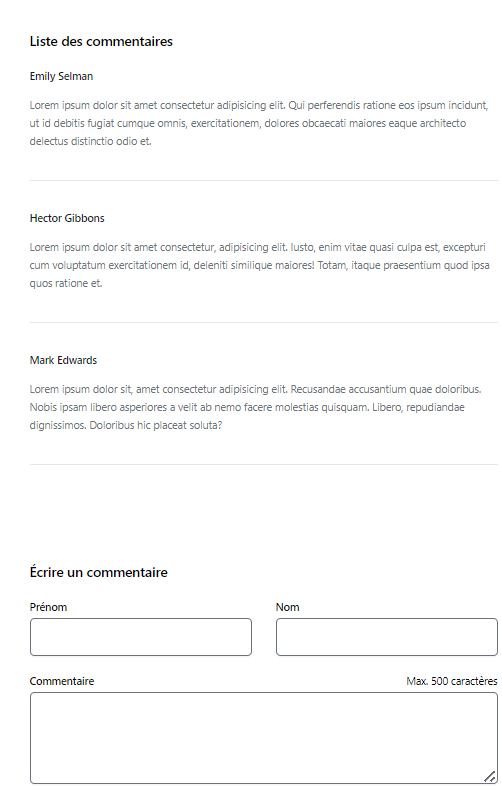 Liste des commentaires
Emily Selman
Lorem ipsum dolor sit amet consectetur adipisicing elit. Qui perferendis ratione eos ipsum incidunt,
ut id debitis fugiat cumque omnis, exercitationem, dolores obcaecati maiores eaque architecto
delectus distinctio odio et.
Hector Gibbons
Lorem ipsum dolor sit amet consectetur, adipisicing elit. Iusto, enim vitae quasi culpa est, excepturi
cum voluptatum exercitationem id, deleniti similique maiores! Totam, itaque praesentium quod ipsa
quos ratione et.
Mark Edwards
Lorem ipsum dolor sit, amet consectetur adipisicing elit. Recusandae accusantium quae doloribus.
Nobis ipsam libero asperiores a velit ab nemo facere molestias quisquam. Libero, repudiandae
dignissimos. Doloribus hic placeat soluta?
Écrire un commentaire
Prénom Nom
Commentaire Max. 500 caractères